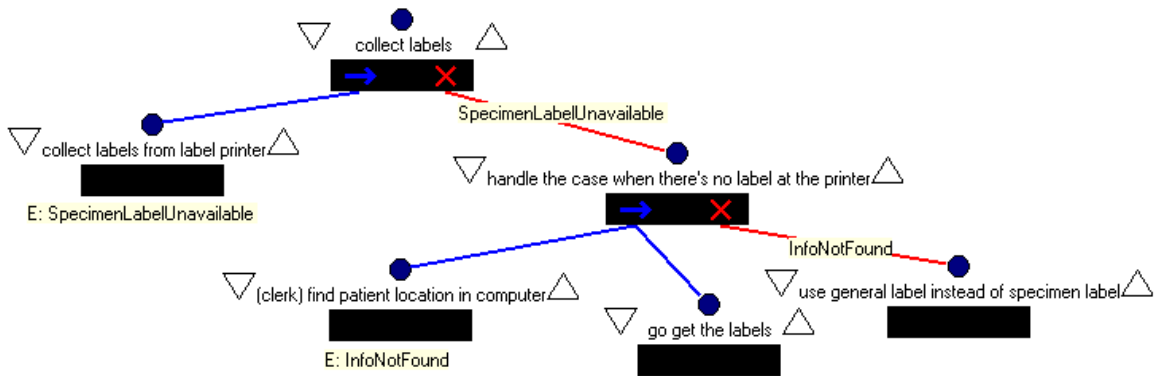 collect labels
SpecimenLabelUnavailable
collect labels from label printer
E: SpecimenLabelUnavailable
handle the case when there's no label at the printer
InfoNotFound
(clerk) find patient location in computer
E: InfoNotFound
go get the labels
use general label instead of specimen label